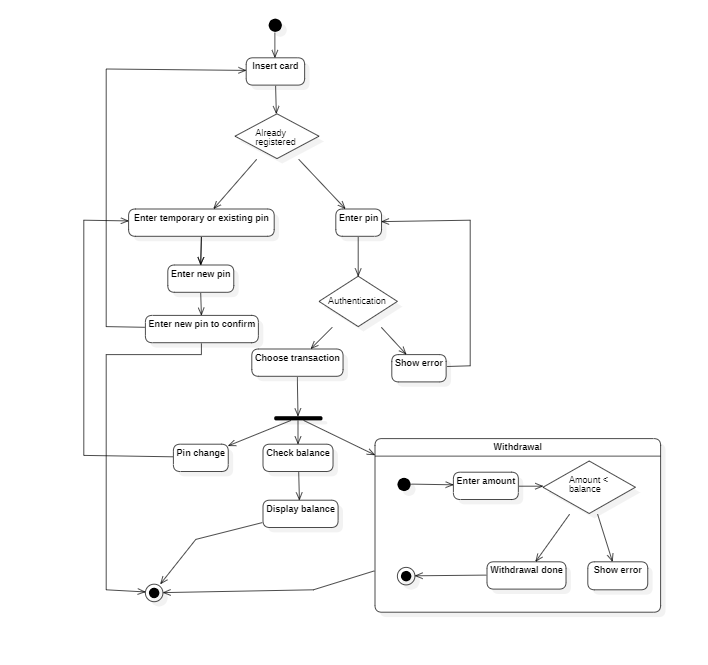 Insert card
Already
registered
Enter temporary or existing pin
Enter pin
Enter new pin
Authentication
Enter new pin to confirm
Choose transaction
Show error
Withdrawal
Pin change
Check balance
Enter amount
Amount <
balance
Display balance
Withdrawal done
Show error